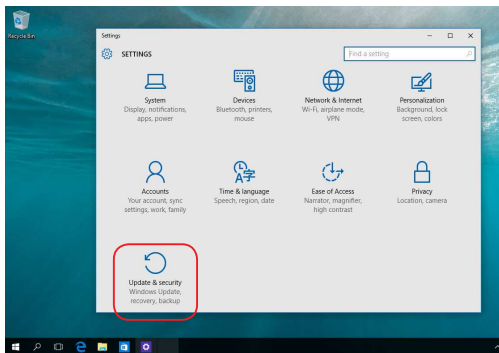 Recycle Bin
Settings
SETTINGS
Find a setting
System
Display, notifications,
apps, power
Devices
Bluetooth, printers,
mouse
Network & Internet
Wi-Fi, airplane mode,
VPN
Personalization
Background, lock
screen, colors
Accounts
Your account, sync
settings, work, family
Time & language
Speech, region, date
Ease of Access
Narrator, magnifier,
high contrast
Privacy
Location, camera
Update & security
Windows Update,
recovery, backup